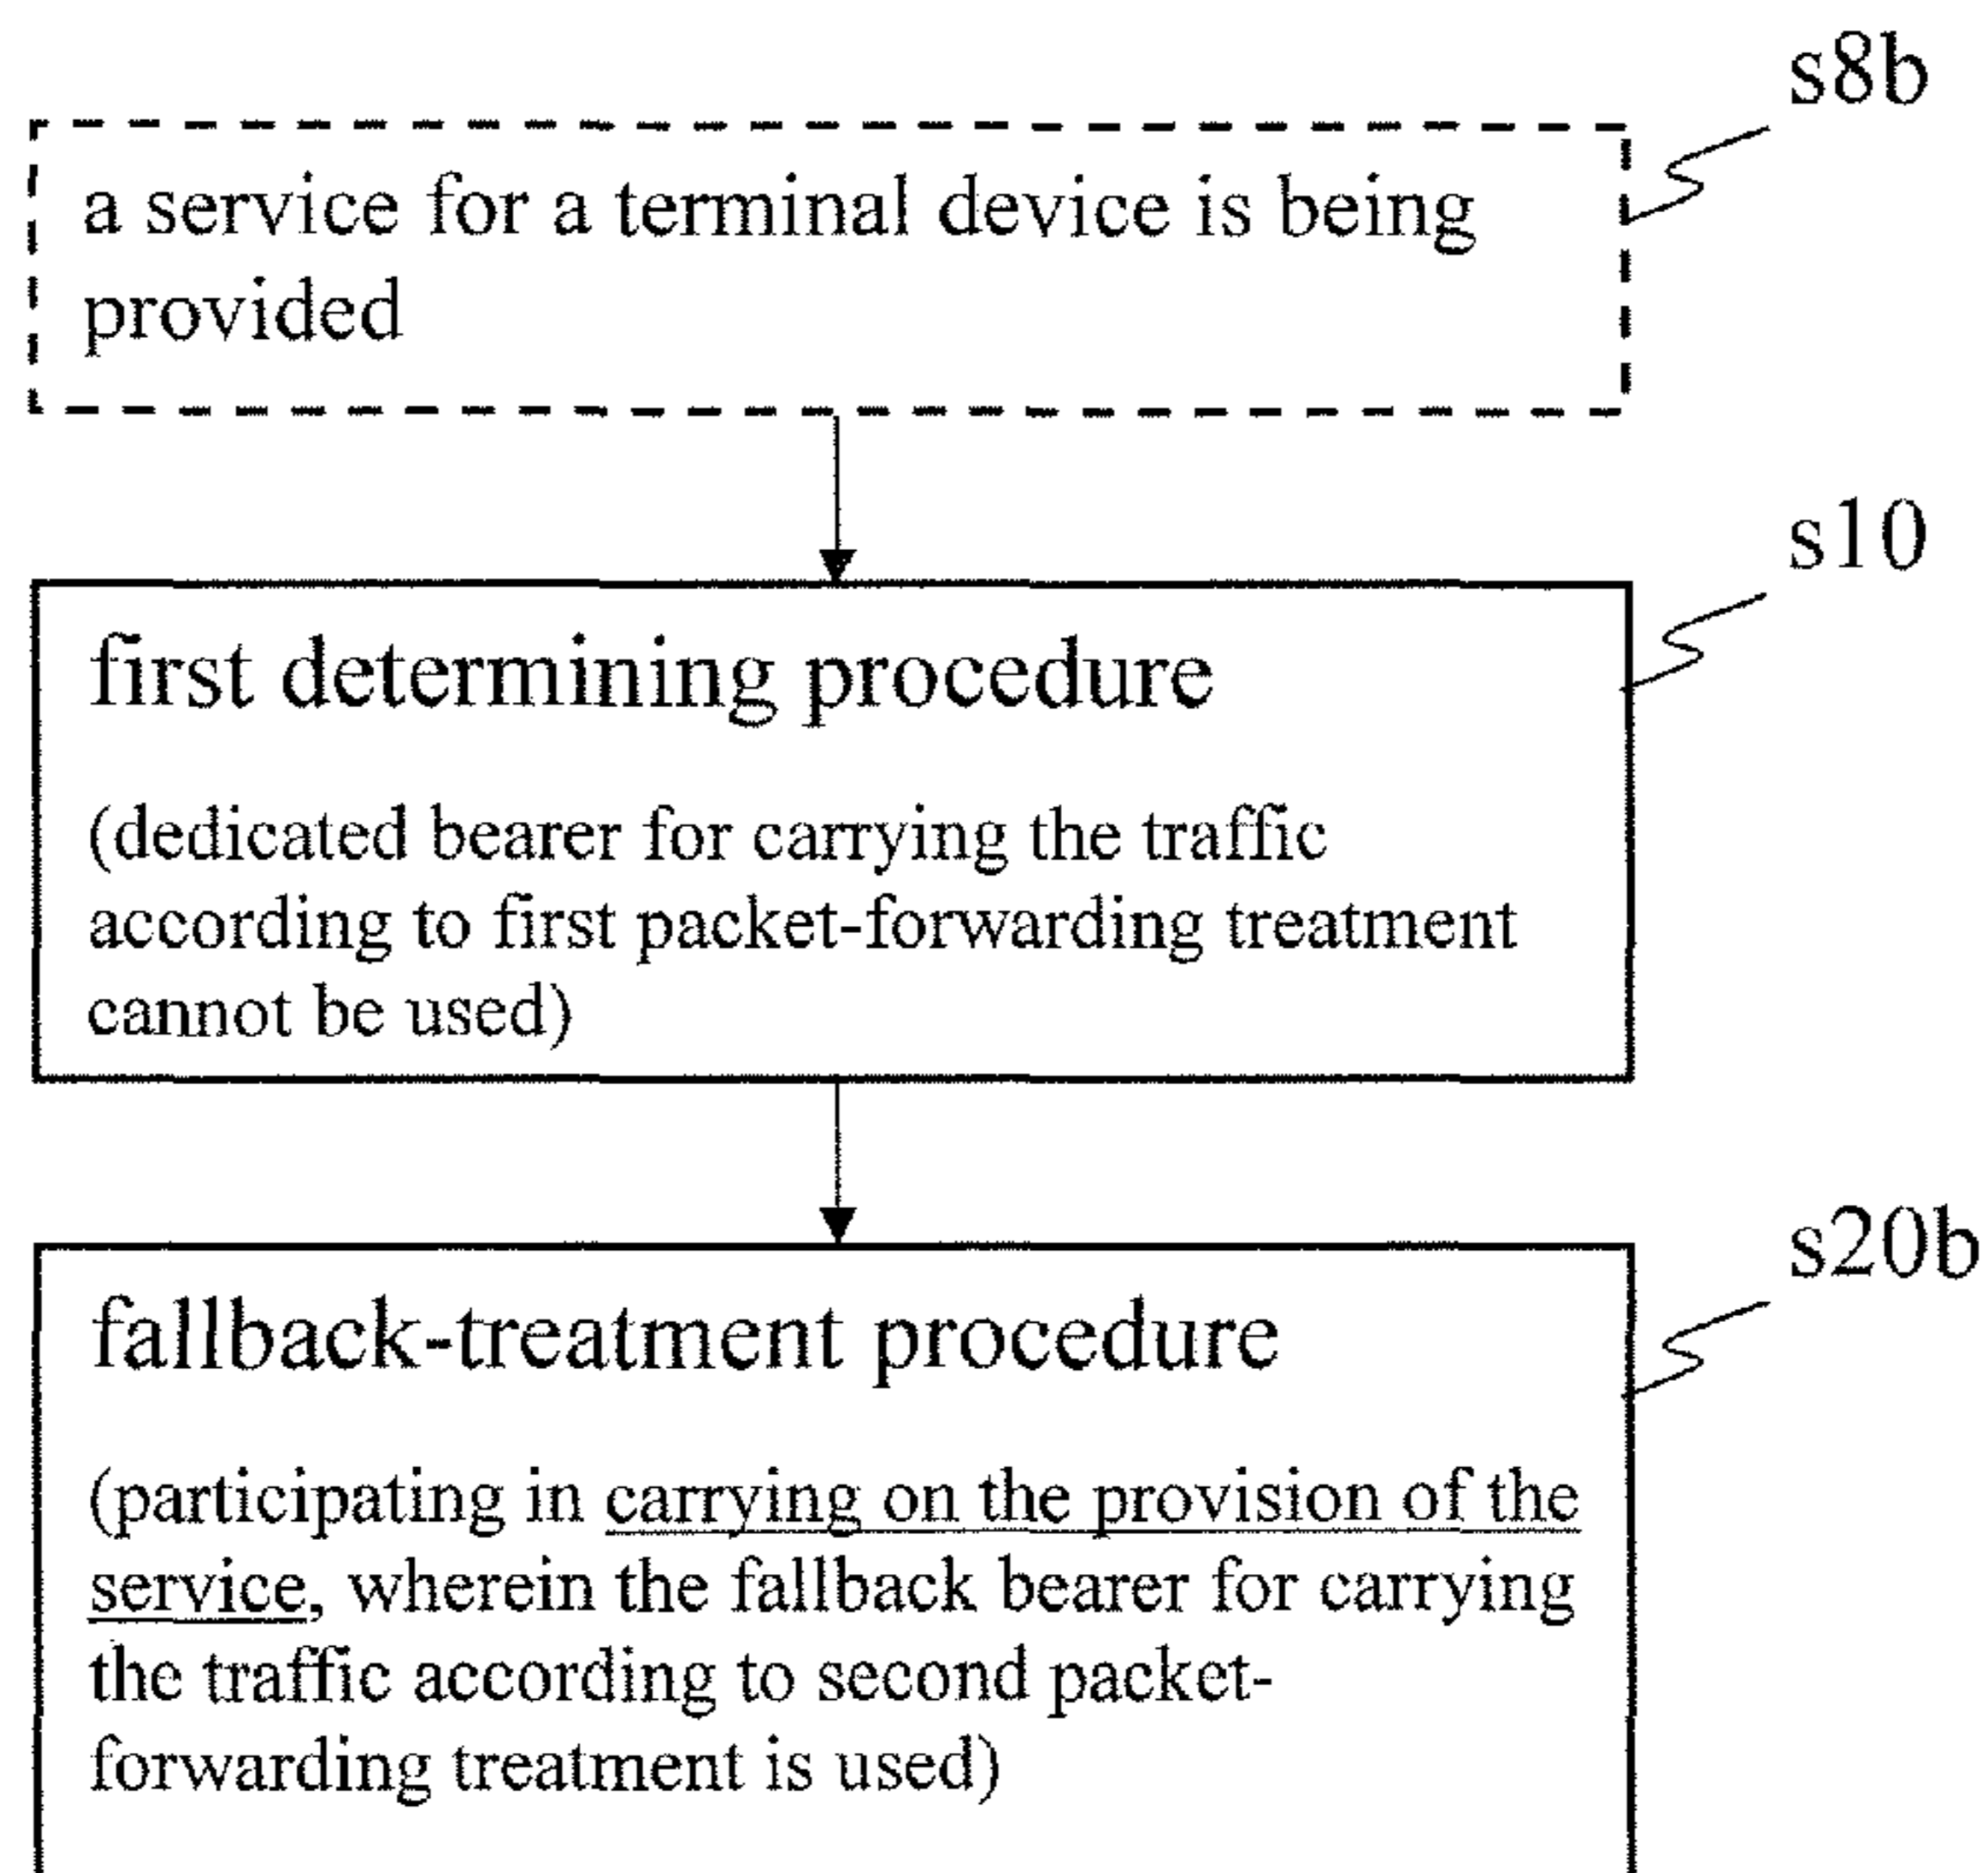 s8b
a service for a terminal device is being
provided
s10
first determining procedure
(dedicated bearer for carrying the traffic
according to first packet-forwarding treatment
cannot be used)
s20b
fallback-treatment procedure
(participating in carrying on the provision of the
service, wherein the fallback bearer for carrying
the traffic according to second packet-
forwarding treatment is used)